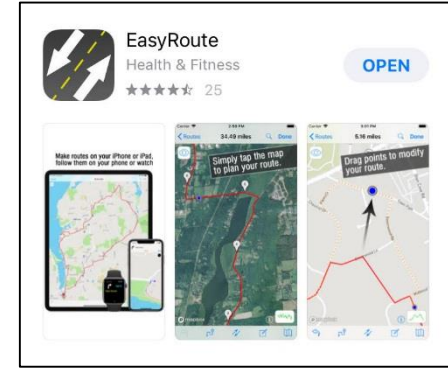 EasyRoute
Health & Fitness
OPEN
25
Make routes on your iPhone or iPad,
follow them on your phone or watch
Routes
34.49 miles
Done
Simply tap the map
to plan your route.
Routes
5.16 miles
Done
Drag points to modify
your route.